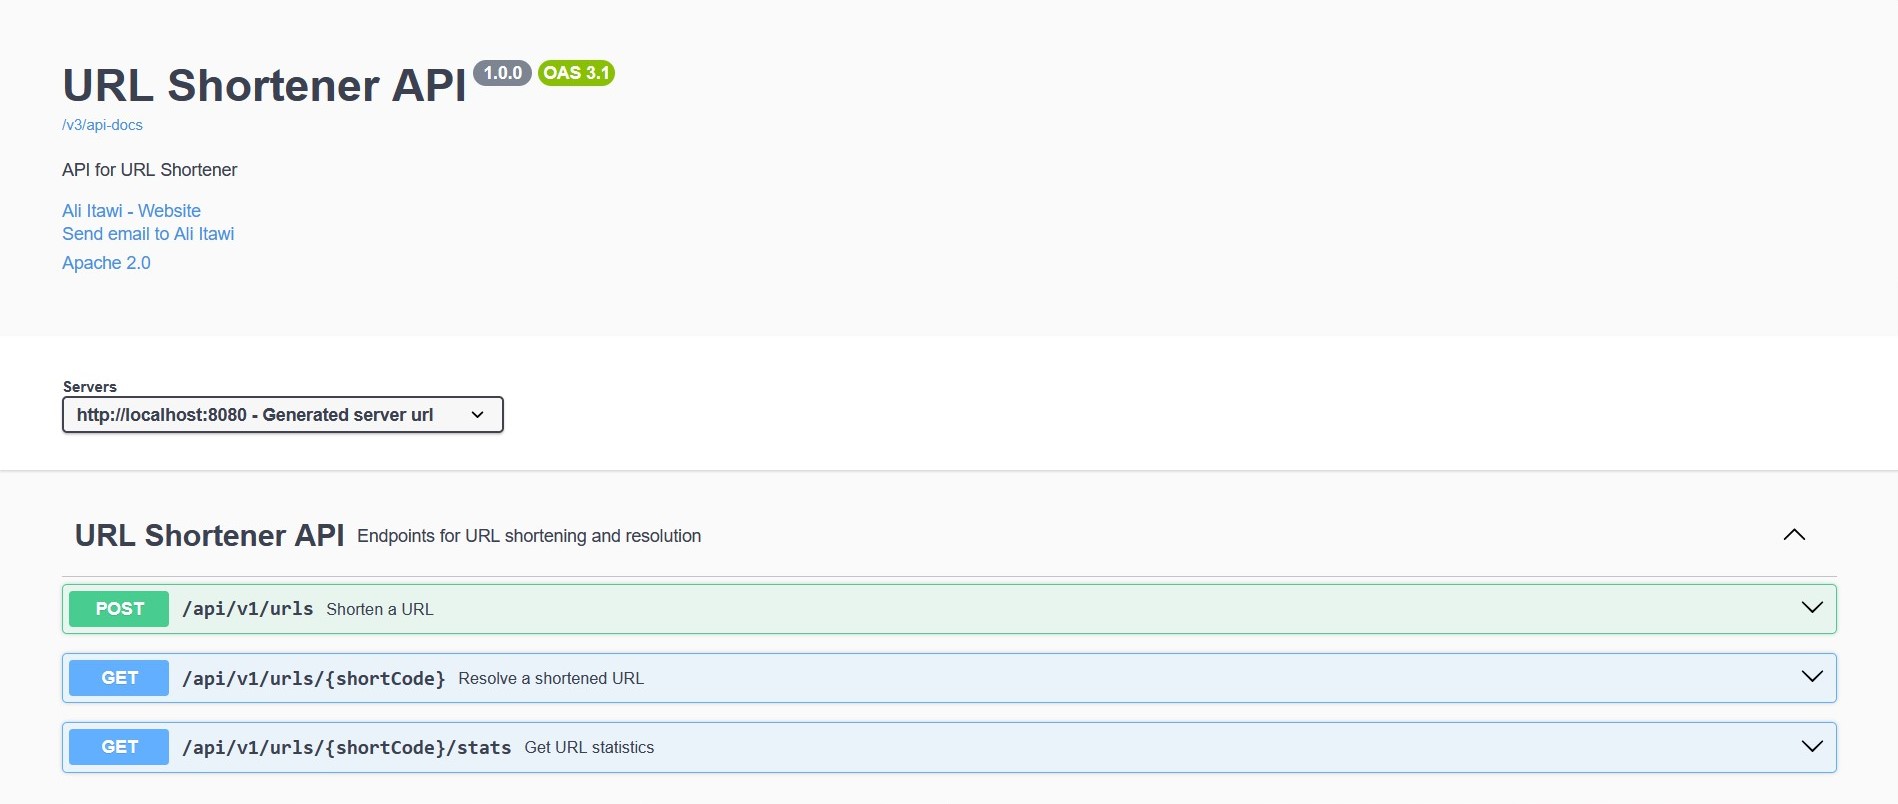 URL Shortener API 1.0.0 OAS 3.1
/v3/api-docs
API for URL Shortener
Ali Itawi - Website
Send email to Ali Itawi
Apache 2.0
Servers
http://localhost:8080 - Generated server url
URL Shortener API Endpoints for URL shortening and resolution
POST /api/v1/urls Shorten a URL
GET /api/v1/urls/{shortCode} Resolve a shortened URL
GET /api/v1/urls/{shortCode}/stats Get URL statistics